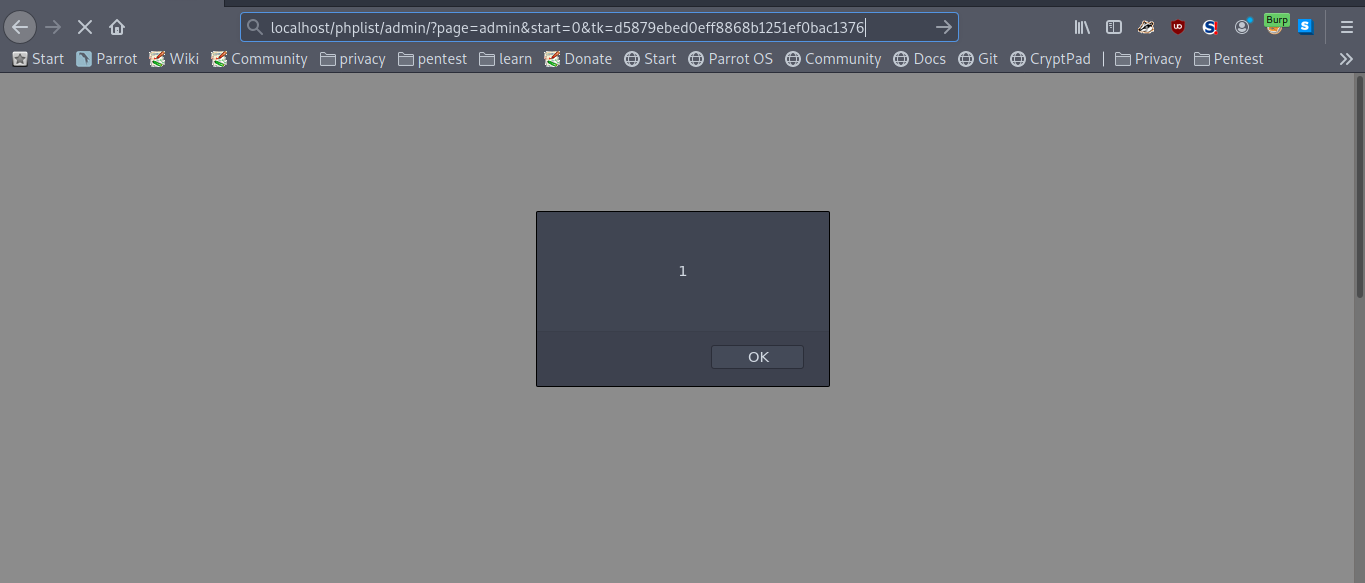 localhost/phplist/admin/?page=admin&start=0&tk=d5879ebed0eff8868b1251ef0bac1376
Burp
Start Parrot Wiki Community privacy pentest learn Donate Start Parrot OS Community Docs Git CryptPad Privacy Pentest
1
OK